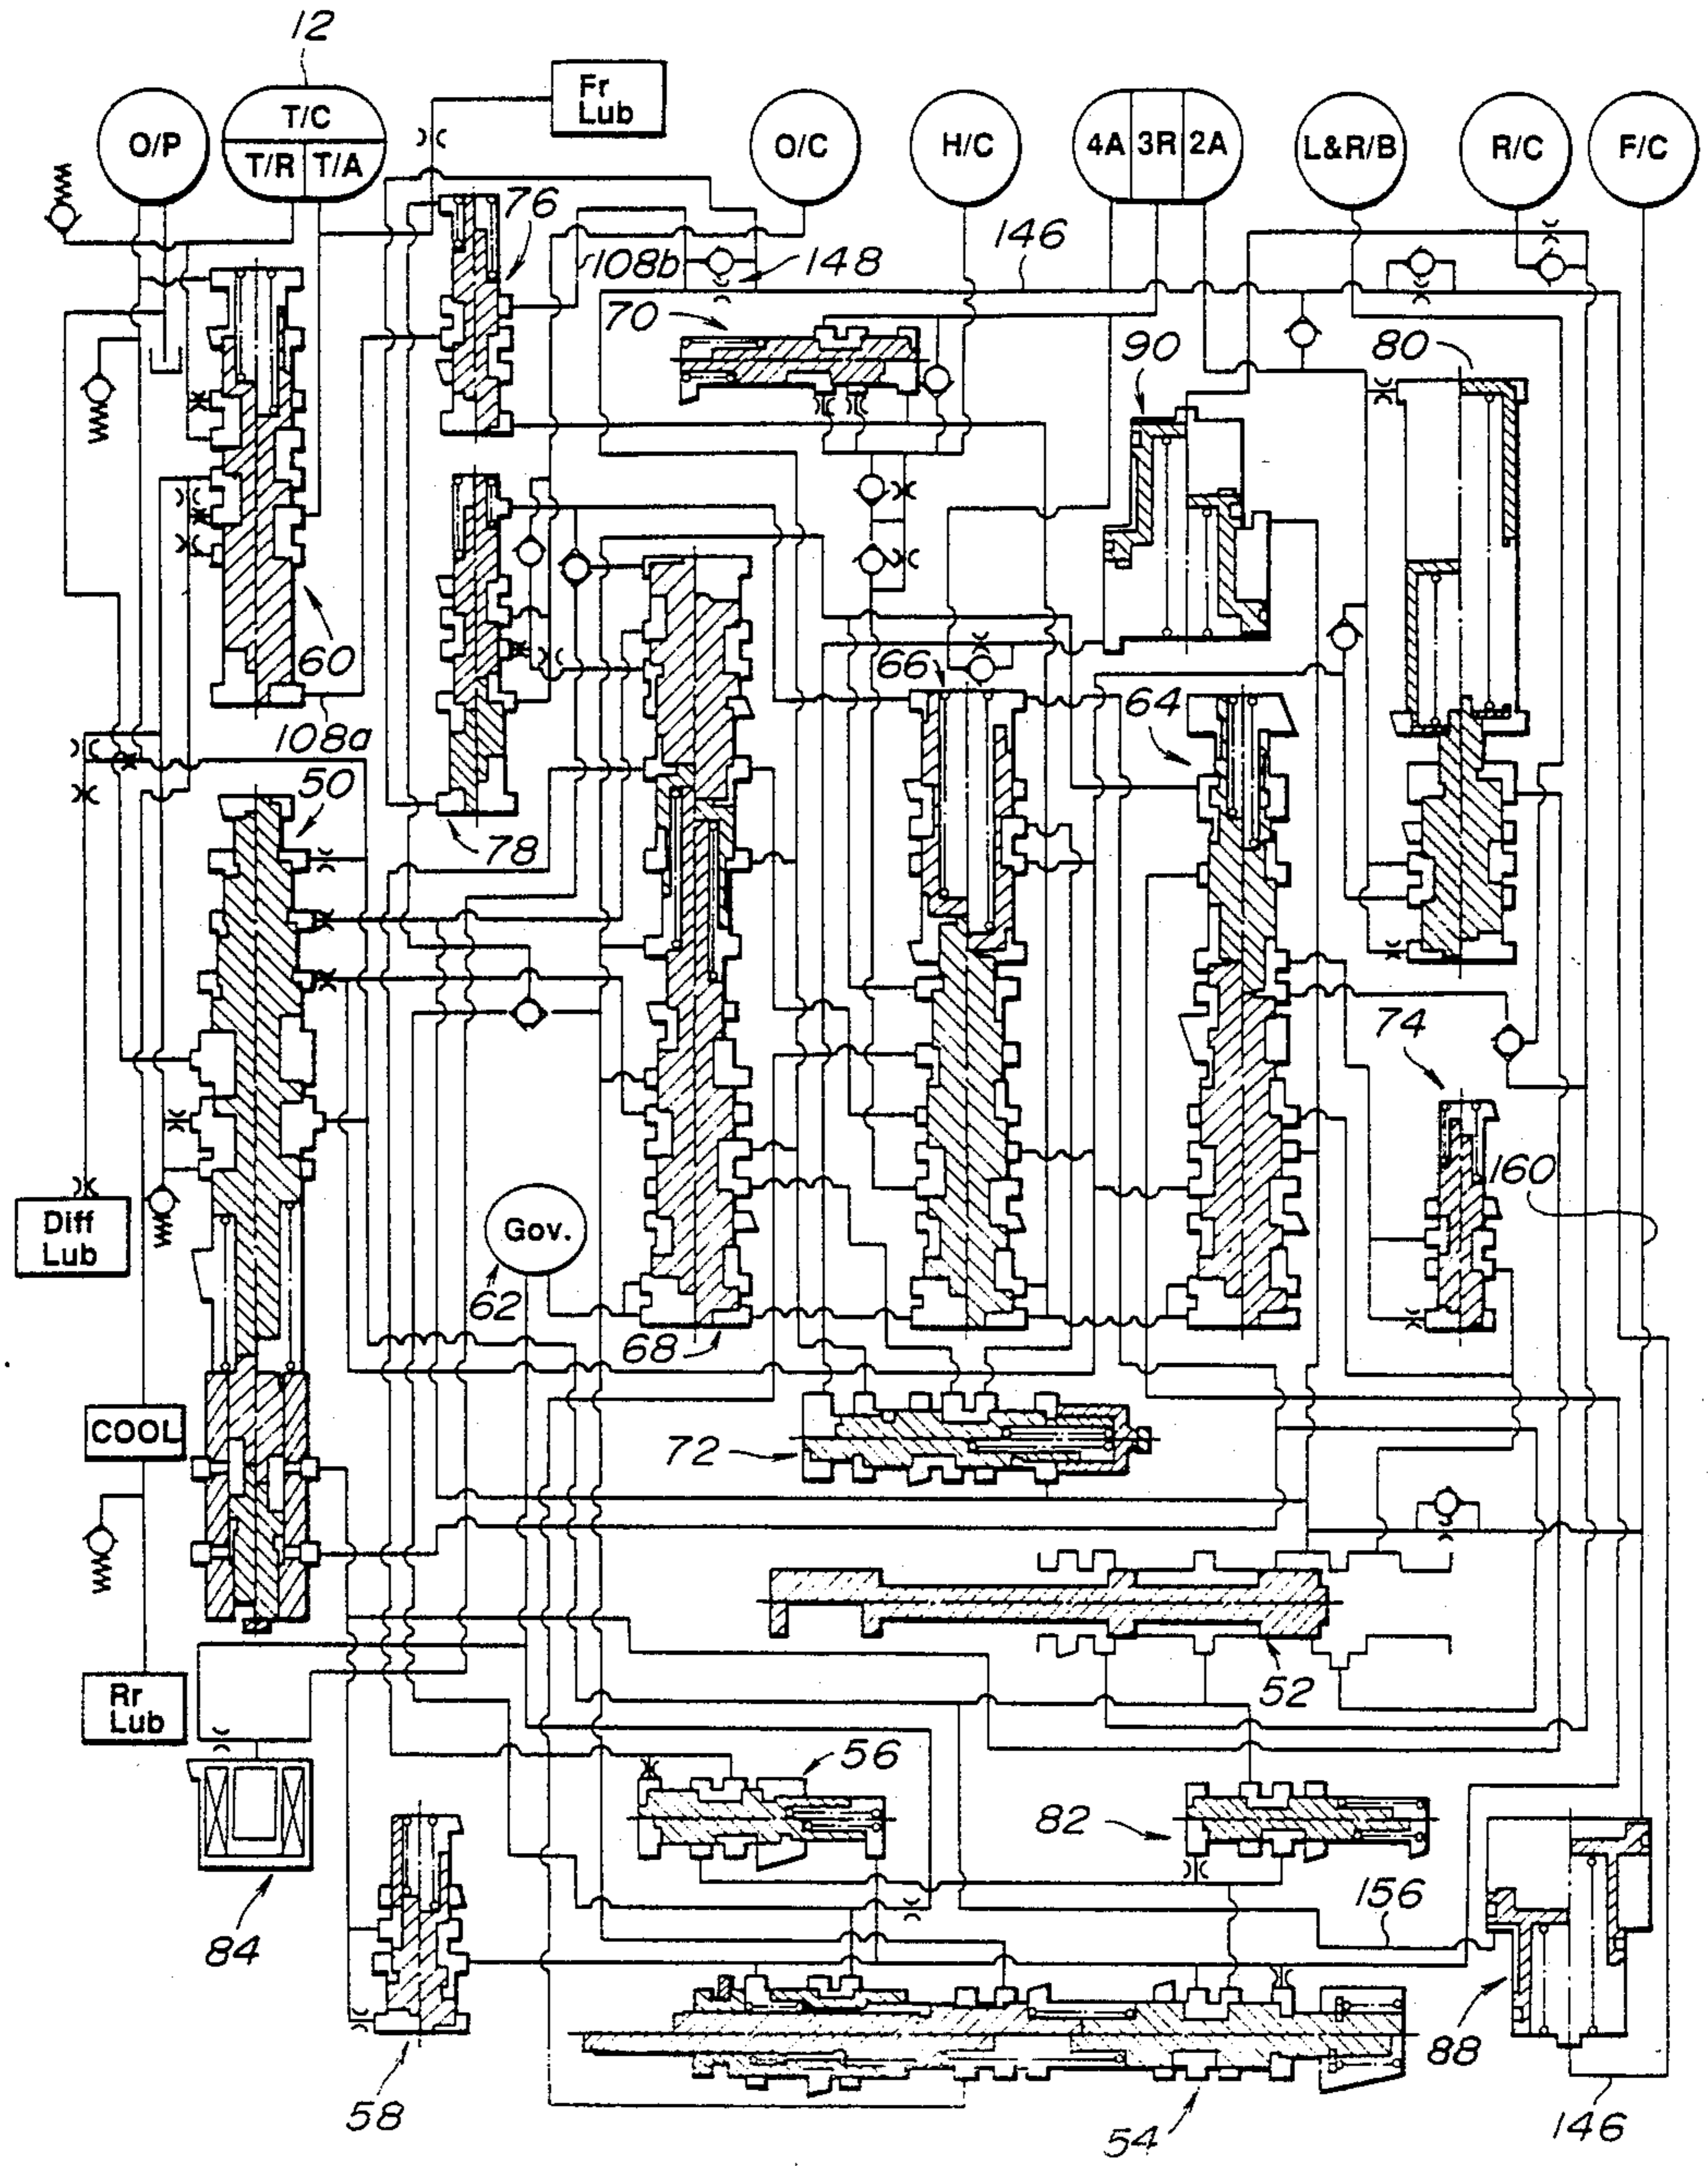 12
Fr
Lub
O/P
T/C
T/R T/A
O/C
H/C
4A 3R 2A
L&R/B
R/C
F/C
76
108b
148
146
70
90
80
60
66
64
108a
50
78
74
160
Diff
Lub
Gov.
62
68
COOL
72
52
Rr
Lub
56
82
156
84
88
58
54
146